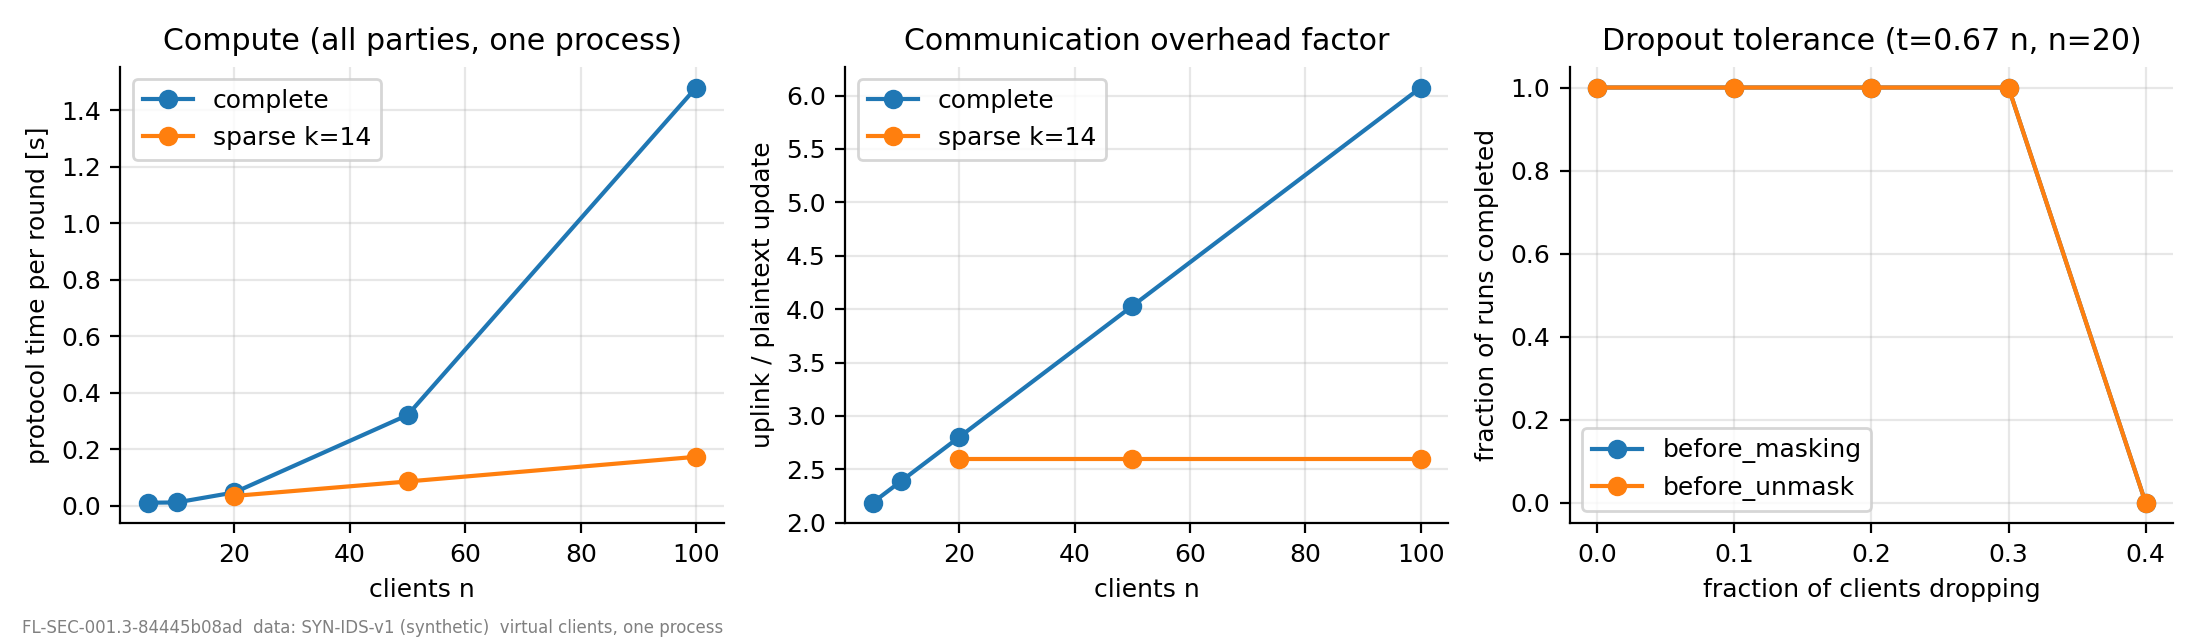 Compute (all parties, one process)
complete
sparse k=14
protocol time per round [s]
1.4
1.2
1.0
0.8
0.6
0.4
0.2
0.0
20 40 60 80 100
clients n
Communication overhead factor
complete
sparse k=14
uplink / plaintext update
6.0
5.5
5.0
4.5
4.0
3.5
3.0
2.5
2.0
20 40 60 80 100
clients n
Dropout tolerance (t=0.67 n, n=20)
fraction of runs completed
1.0
0.8
0.6
0.4
0.2
0.0
before_masking
before_unmask
0.0 0.1 0.2 0.3 0.4
fraction of clients dropping
FL-SEC-001.3-84445b08ad data: SYN-IDS-v1 (synthetic) virtual clients, one process